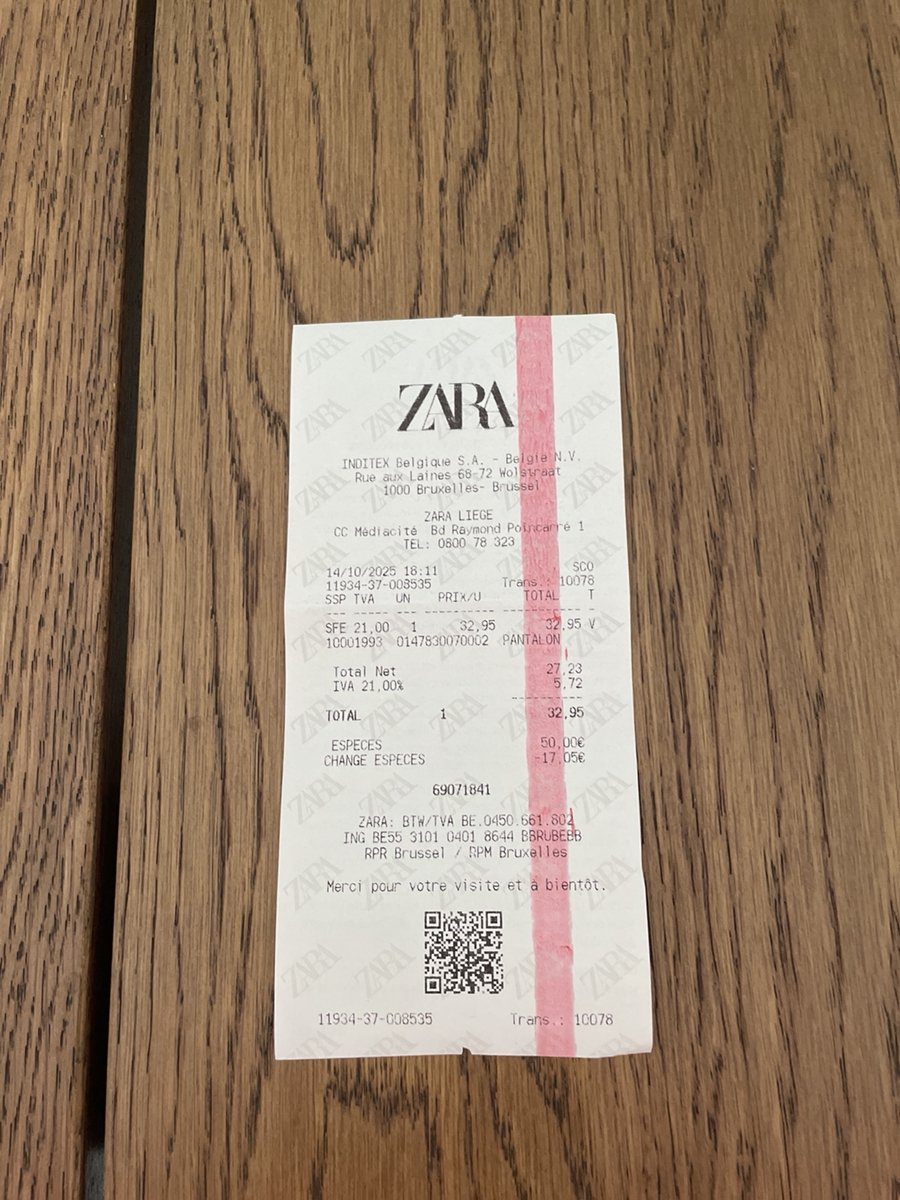 ZARA
INDITEX Belgique S.A. - België N.V.
Rue aux Laines 68-72 Wolstraat
1000 Bruxelles- Brussel
ZARA LIEGE
CC Médiacité Bd Raymond Poincarré 1
TEL: 0800 78 323
14/10/2025 18:11 SCO
11934-37-008535 Trans.: 10078
SSP TVA UN PRIX/U TOTAL T
SFE 21,00 1 32,95 32,95 V
10001993 0147830070002 PANTALON
Total Net 27,23
IVA 21,00% 5,72
TOTAL 1 32,95
ESPECES 50,00€
CHANGE ESPECES -17,05€
69071841
ZARA: BTW/TVA BE.0450.661.802
ING BE55 3101 0401 8644 BBRUBEBB
RPR Brussel / RPM Bruxelles
Merci pour votre visite et à bientôt.
11934-37-008535 Trans.: 10078